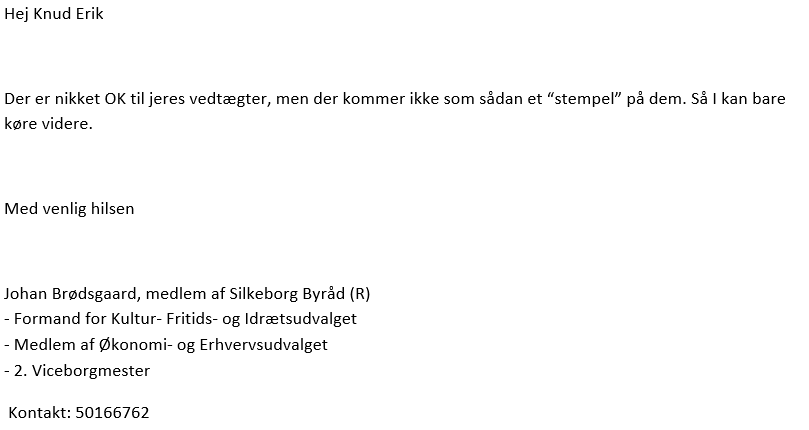 Hej Knud Erik
Der er nikket OK til jeres vedtægter, men der kommer ikke som sådan et “stempel” på dem. Så I kan bare
køre videre.
Med venlig hilsen
Johan Brødsgaard, medlem af Silkeborg Byråd (R)
- Formand for Kultur- Fritids- og Idrætsudvalget
- Medlem af Økonomi- og Erhvervsudvalget
- 2. Viceborgmester
Kontakt: 50166762